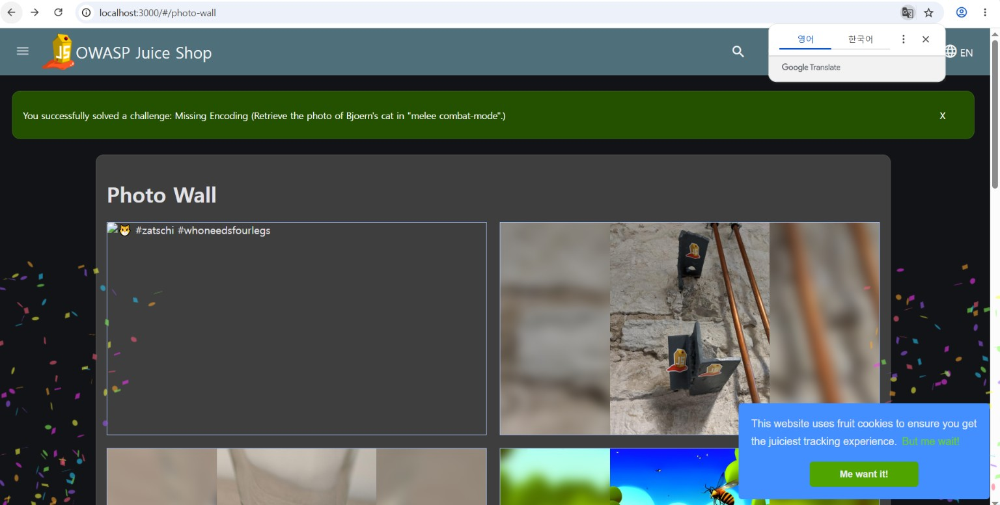 localhost:3000/#/photo-wall
영어 한국어
Google Translate
OWASP Juice Shop
EN
You successfully solved a challenge: Missing Encoding (Retrieve the photo of Bjoern's cat in "melee combat-mode".) X
Photo Wall
😼 #zatschi #whoneedsfourlegs
This website uses fruit cookies to ensure you get
the juiciest tracking experience. But me wait!
Me want it!